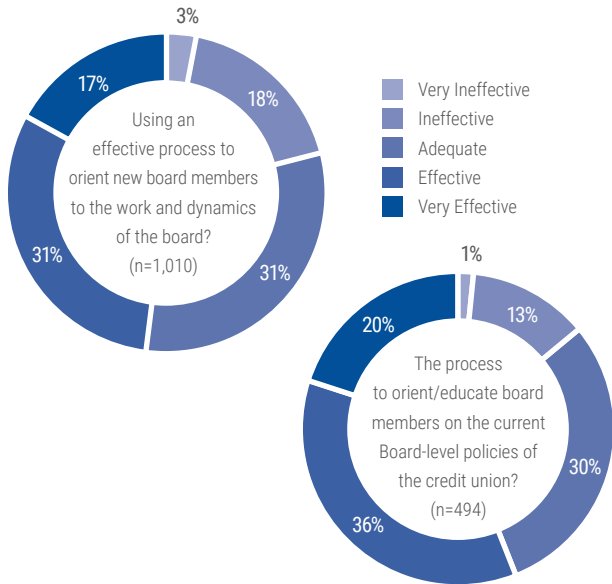 3%
17%
18%
Using an
effective process to
orient new board members
to the work and dynamics
of the board?
(n=1,010)
31%
31%
Very Ineffective
Ineffective
Adequate
Effective
Very Effective
1%
20%
13%
The process
to orient/educate board
members on the current
Board-level policies of
the credit union?
(n=494)
30%
36%